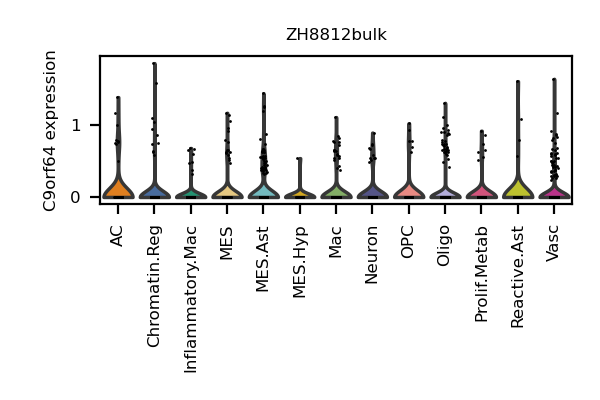 ZH8812bulk
C9orf64 expression
1
0
AC
Chromatin.Reg
Inflammatory.Mac
MES
MES.Ast
MES.Hyp
Mac
Neuron
OPC
Oligo
Prolif.Metab
Reactive.Ast
Vasc